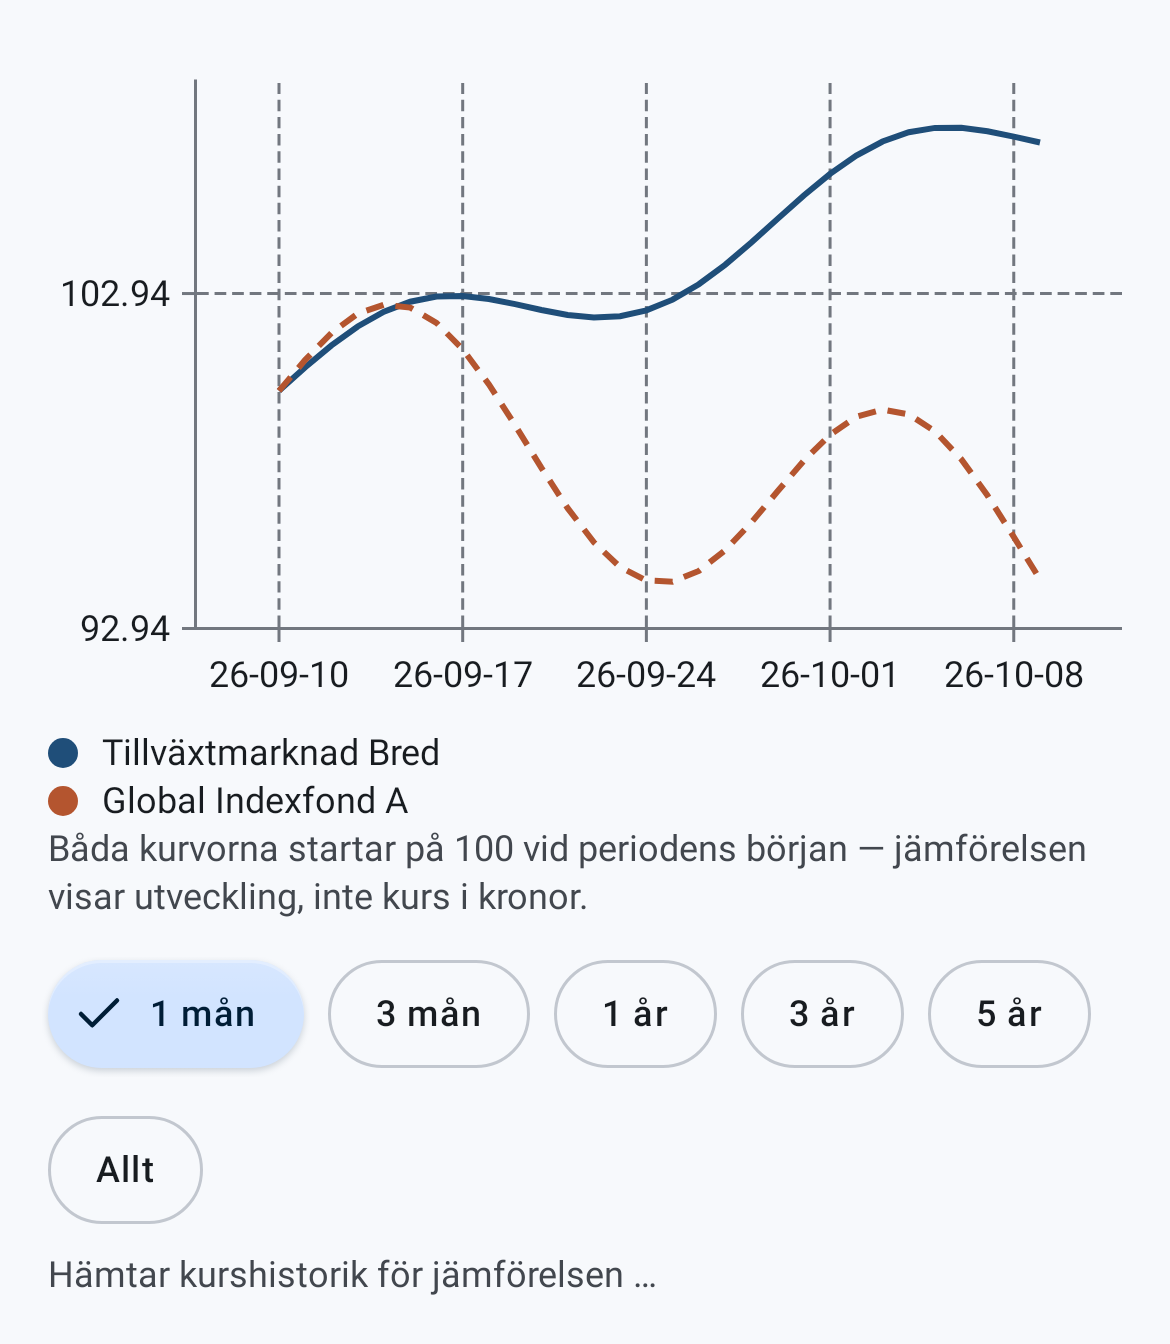 102.94
92.94
26-09-10 26-09-17 26-09-24 26-10-01 26-10-08
Tillväxtmarknad Bred
Global Indexfond A
Båda kurvorna startar på 100 vid periodens början — jämförelsen
visar utveckling, inte kurs i kronor.
1 mån 3 mån 1 år 3 år 5 år
Allt
Hämtar kurshistorik för jämförelsen …